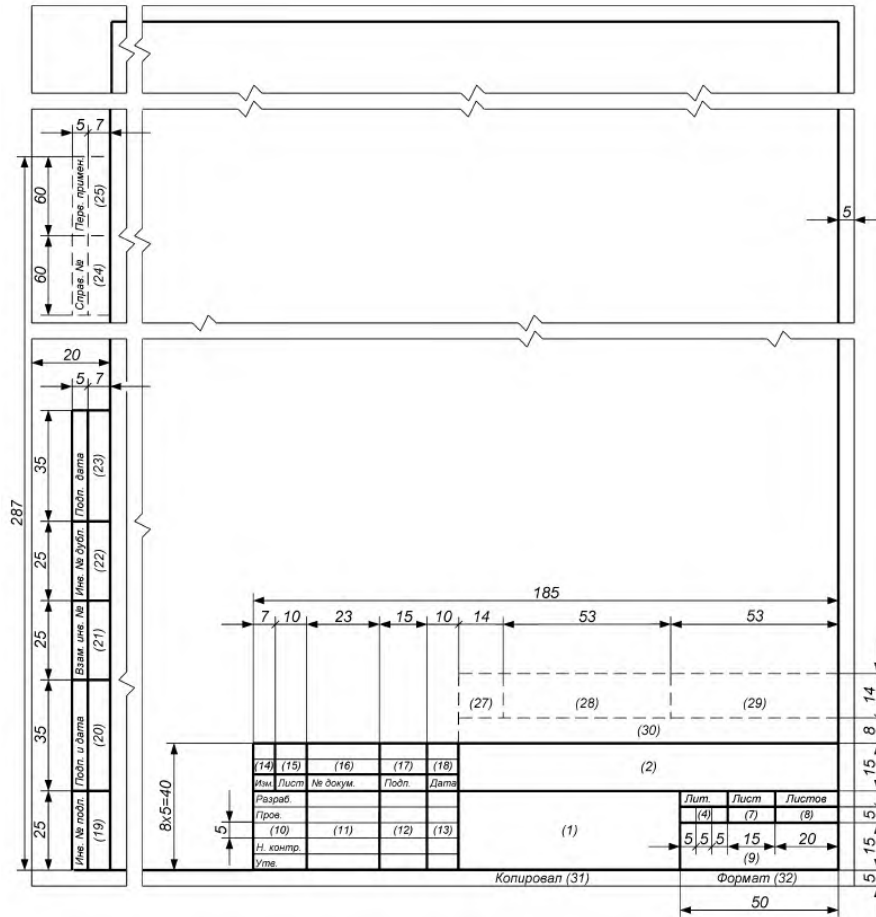 5 7
60
Перв. примен.
(25)
5
60
Справ. №
(24)
20
5 7
287
35
Подп. дата
(23)
25
Инв. № дубл.
(22)
185
7 10 23 15 10 14 53 53
25
Взам. инв. №
(21)
14
(27) (28) (29)
8
(30)
35
Подп. и дата
(20)
15
(2)
(14) (15) (16) (17) (18)
Изм. Лист № докум. Подп. Дата
8x5=40
Разраб.
Лит. Лист Листов
Пров.
(4) (7) (8)
5
5
(10) (11) (12) (13)
(1)
5 5 5 15 20
15
Н. контр.
(9)
Утв.
25
Инв. № подл.
(19)
Копировал (31) Формат (32)
5
50